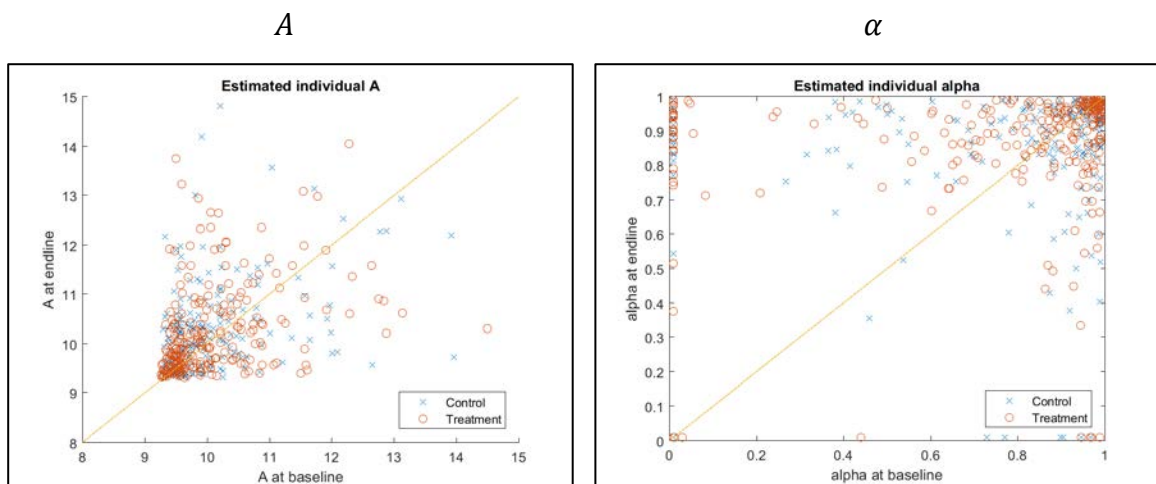 A
α
Estimated individual A
15
14
13
12
11
10
9
8
A at endline
8 9 10 11 12 13 14 15
A at baseline
Control
Treatment
Estimated individual alpha
1
0.9
0.8
0.7
0.6
0.5
0.4
0.3
0.2
0.1
0
alpha at endline
0 0.2 0.4 0.6 0.8 1
alpha at baseline
Control
Treatment